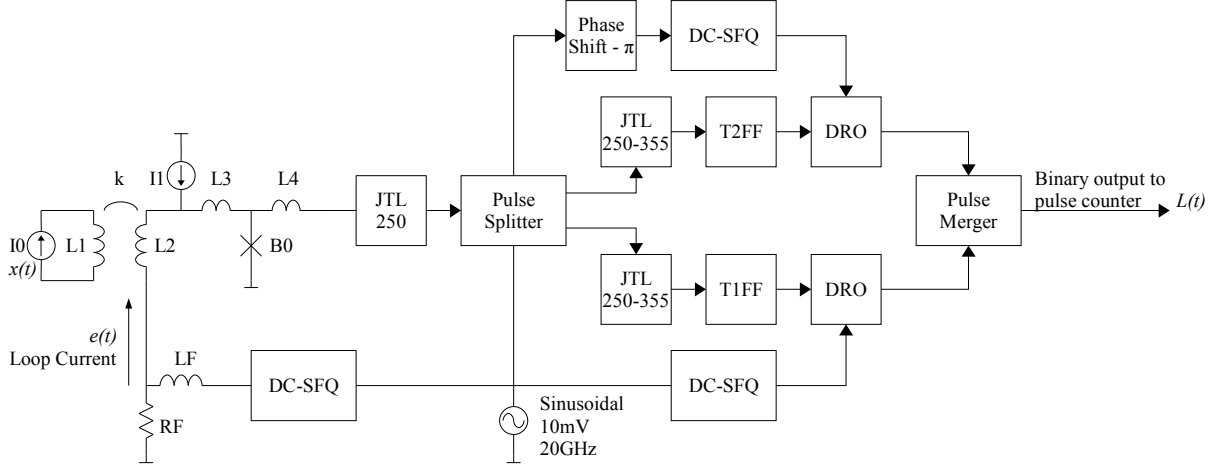 Phase
Shift - π
DC-SFQ
JTL
250-355
T2FF
DRO
k
I1
L3
L4
I0
x(t)
L1
L2
B0
JTL
250
Pulse
Splitter
Pulse
Merger
Binary output to
pulse counter
L(t)
JTL
250-355
T1FF
DRO
e(t)
Loop Current
LF
DC-SFQ
DC-SFQ
RF
Sinusoidal
10mV
20GHz